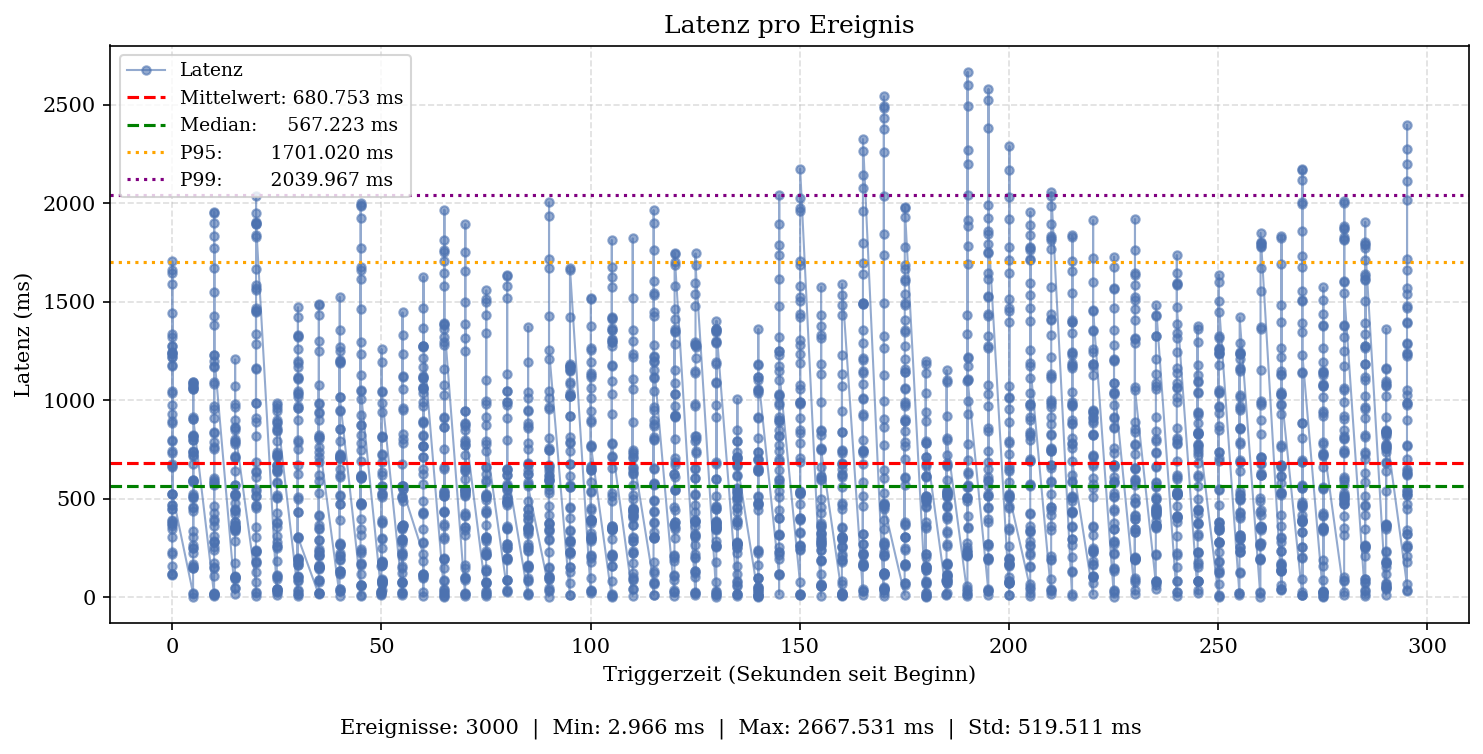 Latenz pro Ereignis
Latenz
Mittelwert: 680.753 ms
Median: 567.223 ms
P95: 1701.020 ms
P99: 2039.967 ms
Latenz (ms)
2500
2000
1500
1000
500
0
0 50 100 150 200 250 300
Triggerzeit (Sekunden seit Beginn)
Ereignisse: 3000 | Min: 2.966 ms | Max: 2667.531 ms | Std: 519.511 ms